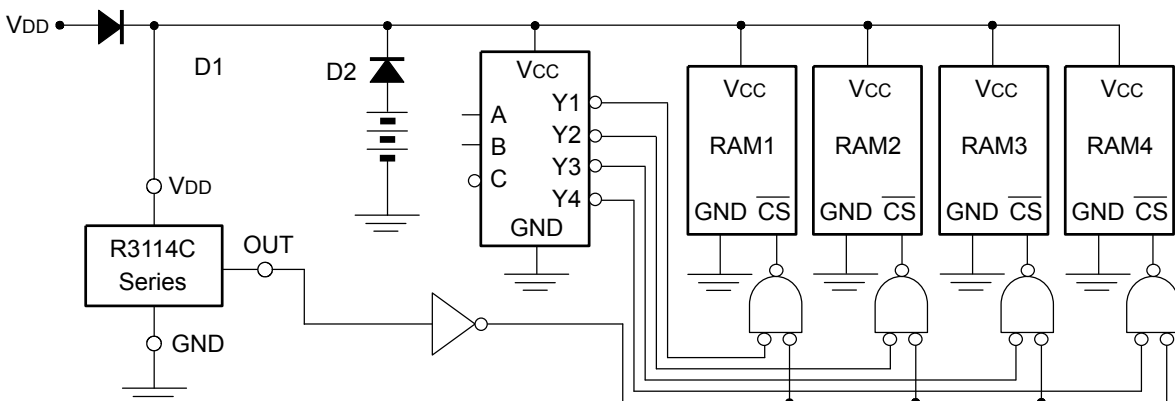 VDD
D1
D2
VDD
R3114C
Series
OUT
GND
VCC
A
B
C
Y1
Y2
Y3
Y4
GND
VCC
RAM1
GND CS
VCC
RAM2
GND CS
VCC
RAM3
GND CS
VCC
RAM4
GND CS